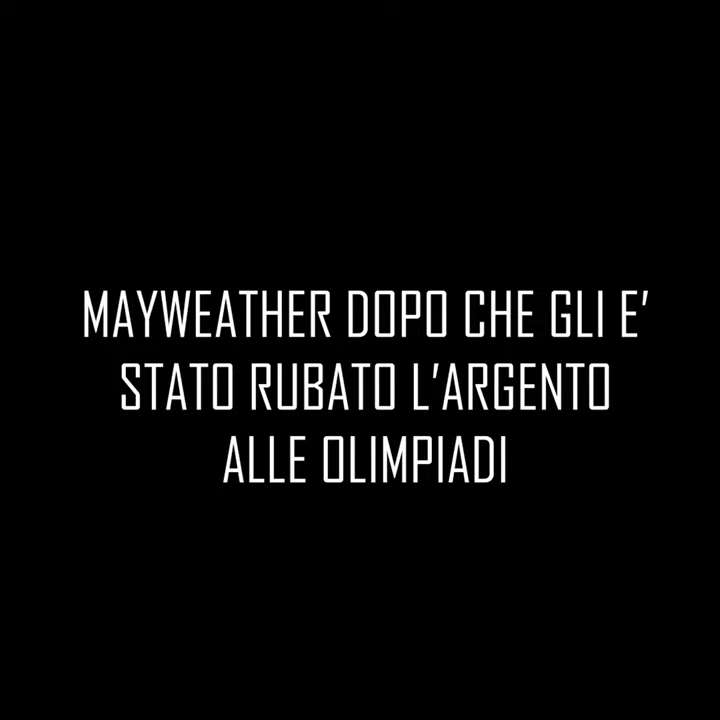 MAYWEATHER DOPO CHE GLI E’
STATO RUBATO L’ARGENTO
ALLE OLIMPIADI